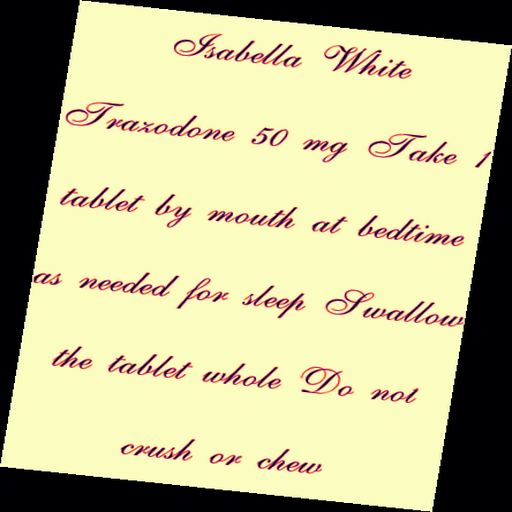 Isabella White
Trazodone 50 mg Take 1
tablet by mouth at bedtime
as needed for sleep Swallow
the tablet whole Do not
crush or chew